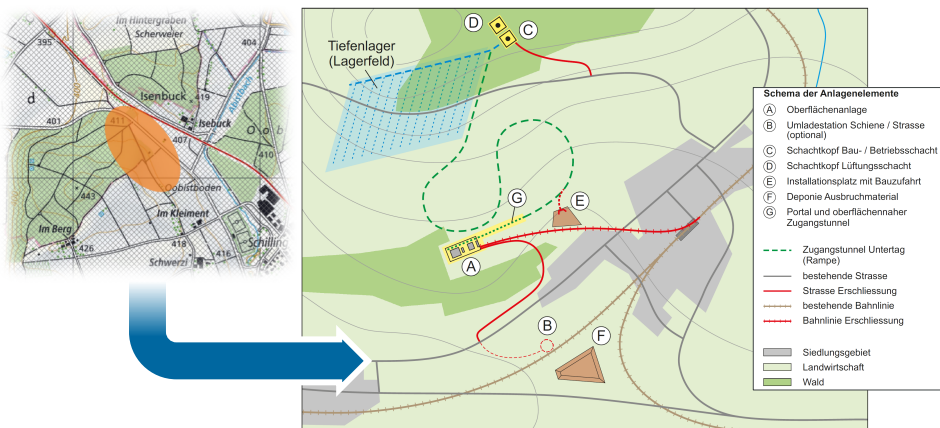 Im Hintergraben
Scherweier
395
404
d
Isenbuck
419
401
411
Isebuck
Aberbach
407
O o b
410
Oobistboden
443
Im Kleiment
Im Berg
418
Schilling
426
Schwerzi
416
D
C
Tiefenlager
(Lagerfeld)
E
G
A
B
F
Schema der Anlagenelemente
A Oberflächenanlage
B Umladestation Schiene / Strasse
(optional)
C Schachtkopf Bau- / Betriebsschacht
D Schachtkopf Lüftungsschacht
E Installationsplatz mit Bauzufahrt
F Deponie Ausbruchmaterial
G Portal und oberflächennaher
Zugangstunnel
Zugangstunnel Untertag
(Rampe)
bestehende Strasse
Strasse Erschliessung
bestehende Bahnlinie
Bahnlinie Erschliessung
Siedlungsgebiet
Landwirtschaft
Wald